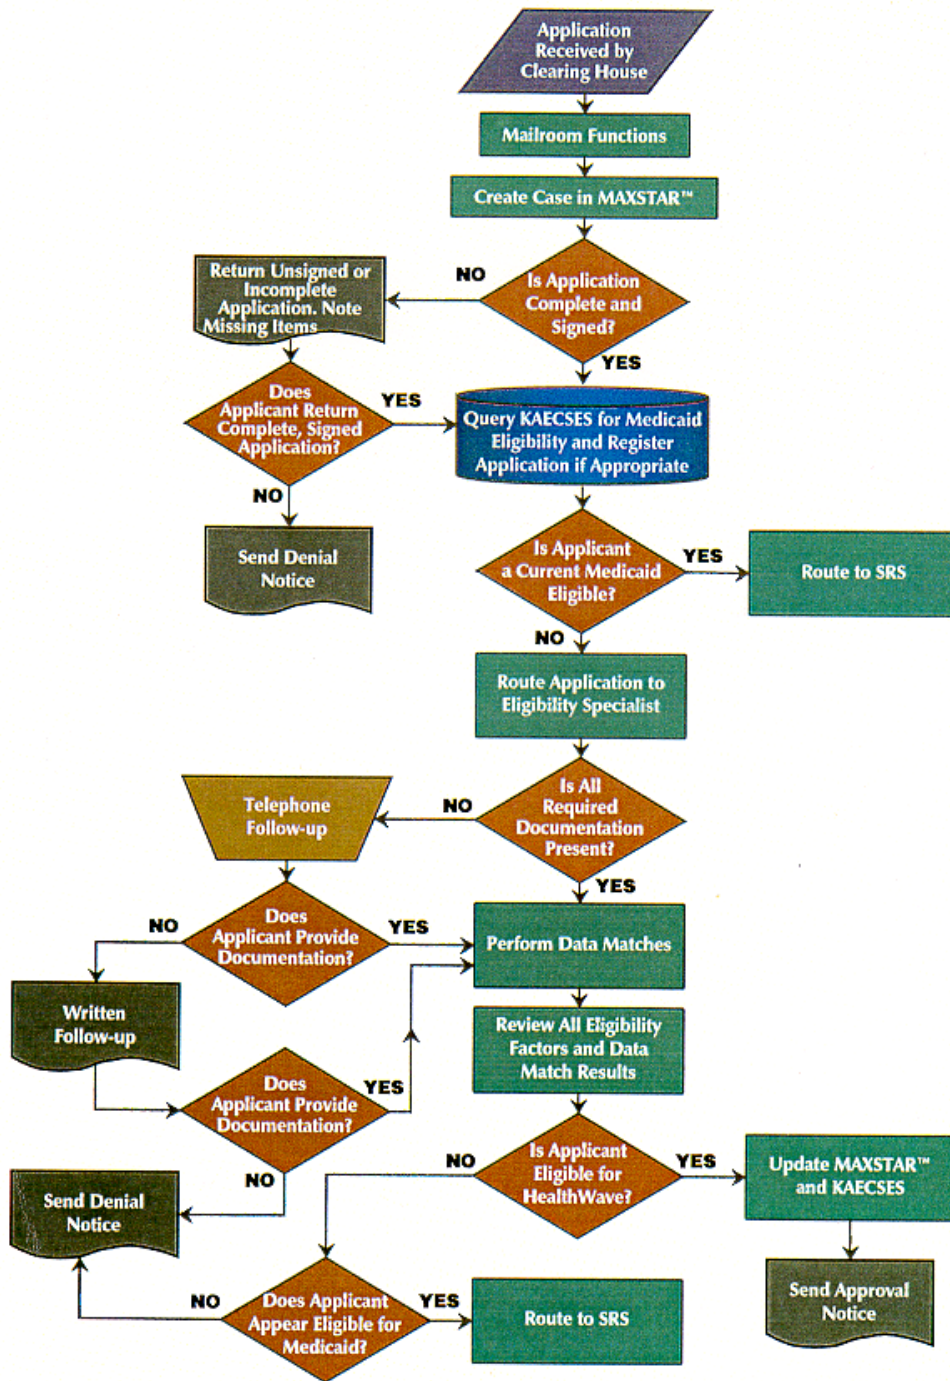 Application
Received by
Clearing House
Mailroom Functions
Create Case in MAXSTAR™
Return Unsigned or
Incomplete
Application. Note
Missing Items
NO
Is Application
Complete and
Signed?
YES
Does
Applicant Return
Complete, Signed
Application?
YES
Query KAECSES for Medicaid
Eligibility and Register
Application if Appropriate
NO
Send Denial
Notice
Is Applicant
a Current Medicaid
Eligible?
YES
Route to SRS
NO
Route Application to
Eligibility Specialist
Telephone
Follow-up
NO
Is All
Required
Documentation
Present?
YES
NO
Does
Applicant Provide
Documentation?
YES
Perform Data Matches
Written
Follow-up
Review All Eligibility
Factors and Data
Match Results
Does
Applicant Provide
Documentation?
YES
NO
Send Denial
Notice
NO
Is Applicant
Eligible for
HealthWave?
YES
Update MAXSTAR™
and KAECSES
NO
Does Applicant
Appear Eligible for
Medicaid?
YES
Route to SRS
Send Approval
Notice